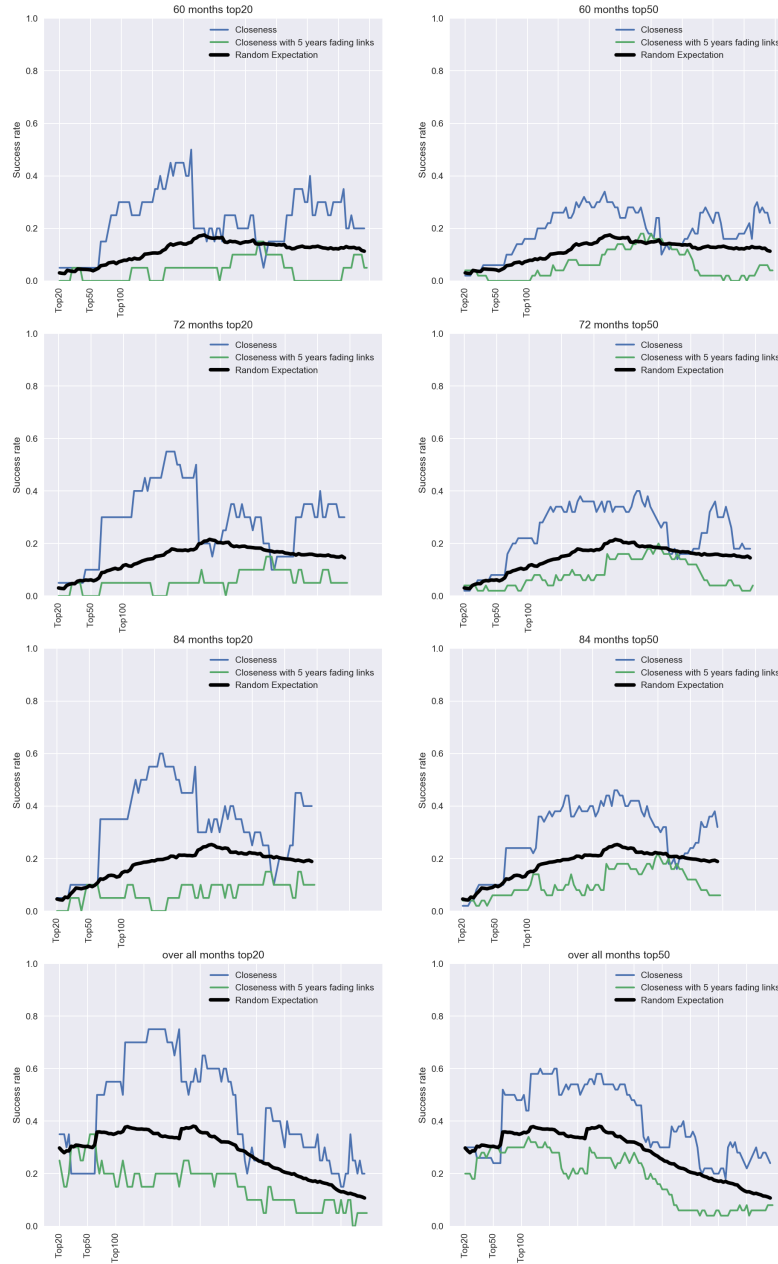 60 months top20
Closeness
Closeness with 5 years fading links
Random Expectation
Success rate
1.0
0.8
0.6
0.4
0.2
0.0
Top20
Top50
Top100
60 months top50
Closeness
Closeness with 5 years fading links
Random Expectation
Success rate
1.0
0.8
0.6
0.4
0.2
0.0
Top20
Top50
Top100
72 months top20
Closeness
Closeness with 5 years fading links
Random Expectation
Success rate
1.0
0.8
0.6
0.4
0.2
0.0
Top20
Top50
Top100
72 months top50
Closeness
Closeness with 5 years fading links
Random Expectation
Success rate
1.0
0.8
0.6
0.4
0.2
0.0
Top20
Top50
Top100
84 months top20
Closeness
Closeness with 5 years fading links
Random Expectation
Success rate
1.0
0.8
0.6
0.4
0.2
0.0
Top20
Top50
Top100
84 months top50
Closeness
Closeness with 5 years fading links
Random Expectation
Success rate
1.0
0.8
0.6
0.4
0.2
0.0
Top20
Top50
Top100
over all months top20
Closeness
Closeness with 5 years fading links
Random Expectation
Success rate
1.0
0.8
0.6
0.4
0.2
0.0
Top20
Top50
Top100
over all months top50
Closeness
Closeness with 5 years fading links
Random Expectation
Success rate
1.0
0.8
0.6
0.4
0.2
0.0
Top20
Top50
Top100